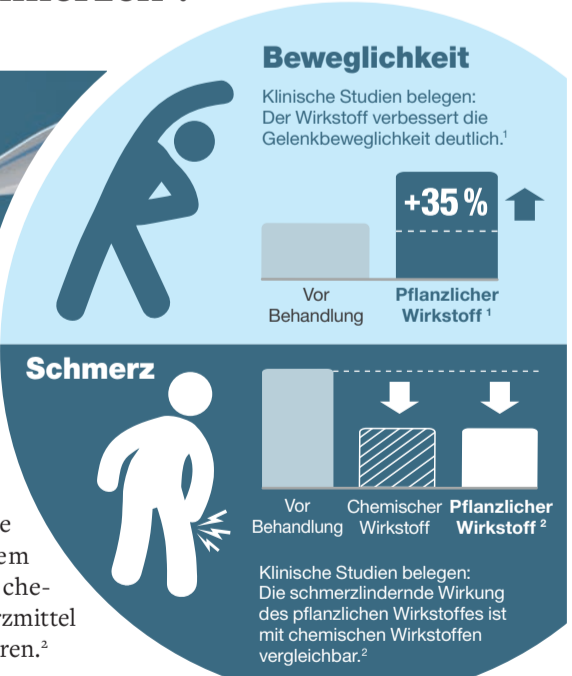 Beweglichkeit
Klinische Studien belegen:
Der Wirkstoff verbessert die
Gelenkbeweglichkeit deutlich.¹
+35 %
Vor
Behandlung
Pflanzlicher
Wirkstoff ¹
Schmerz
Vor
Behandlung
Chemischer
Wirkstoff
Pflanzlicher
Wirkstoff ²
Klinische Studien belegen:
Die schmerzlindernde Wirkung
des pflanzlichen Wirkstoffes ist
mit chemischen Wirkstoffen
vergleichbar.²
e
em
che-
rzmittel
ren.²